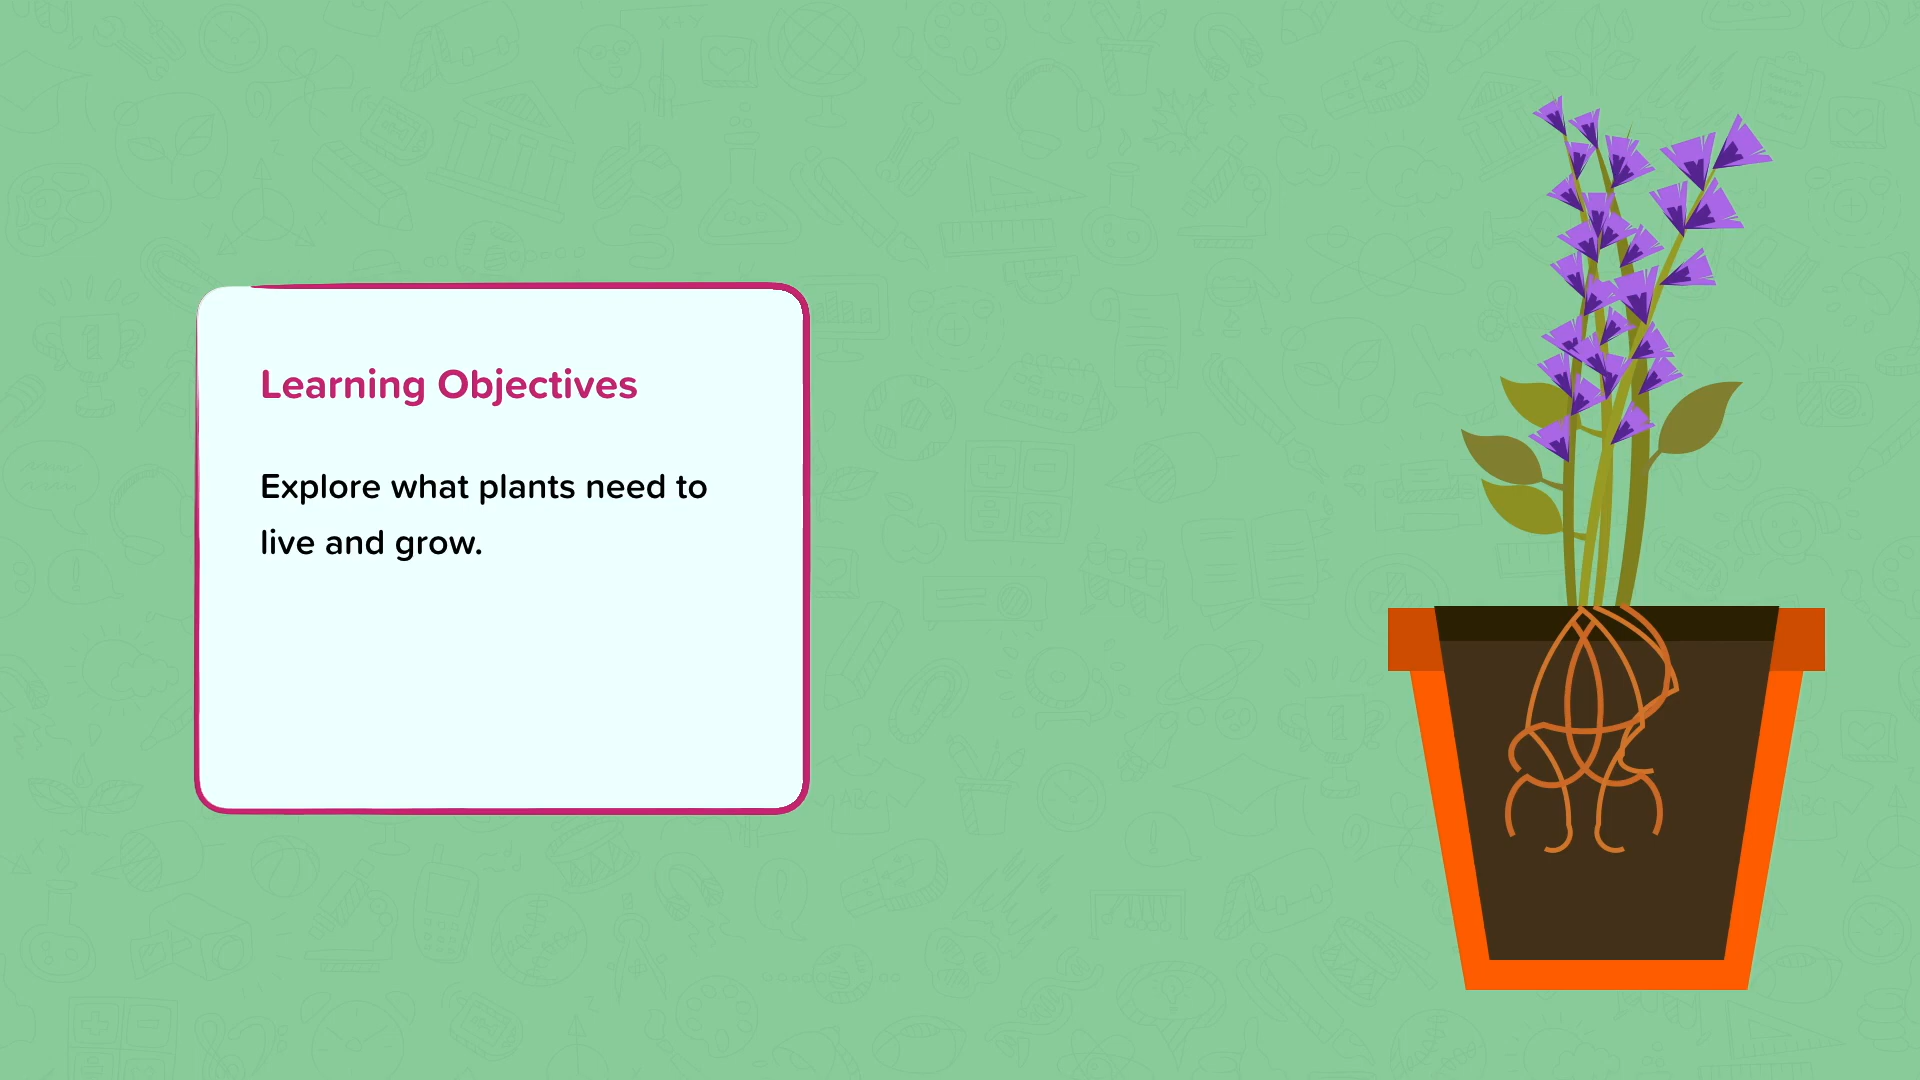 Learning Objectives
Explore what plants need to
live and grow.